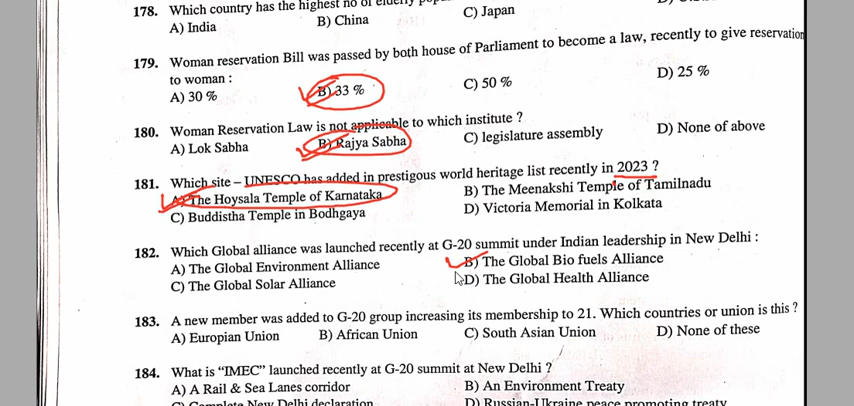 178. Which country has the highest no of elderly
A) India B) China C) Japan
179. Woman reservation Bill was passed by both house of Parliament to become a law, recently to give reservation
to woman :
A) 30 % B) 33 % C) 50 % D) 25 %
180. Woman Reservation Law is not applicable to which institute ?
A) Lok Sabha B) Rajya Sabha C) legislature assembly D) None of above
181. Which site – UNESCO has added in prestigious world heritage list recently in 2023 ?
A) The Hoysala Temple of Karnataka B) The Meenakshi Temple of Tamilnadu
C) Buddistha Temple in Bodhgaya D) Victoria Memorial in Kolkata
182. Which Global alliance was launched recently at G-20 summit under Indian leadership in New Delhi :
A) The Global Environment Alliance B) The Global Bio fuels Alliance
C) The Global Solar Alliance D) The Global Health Alliance
183. A new member was added to G-20 group increasing its membership to 21. Which countries or union is this ?
A) Europian Union B) African Union C) South Asian Union D) None of these
184. What is “IMEC” launched recently at G-20 summit at New Delhi ?
A) A Rail & Sea Lanes corridor B) An Environment Treaty
C) Complete New Delhi declaration D) Russian-Ukraine peace promoting treaty